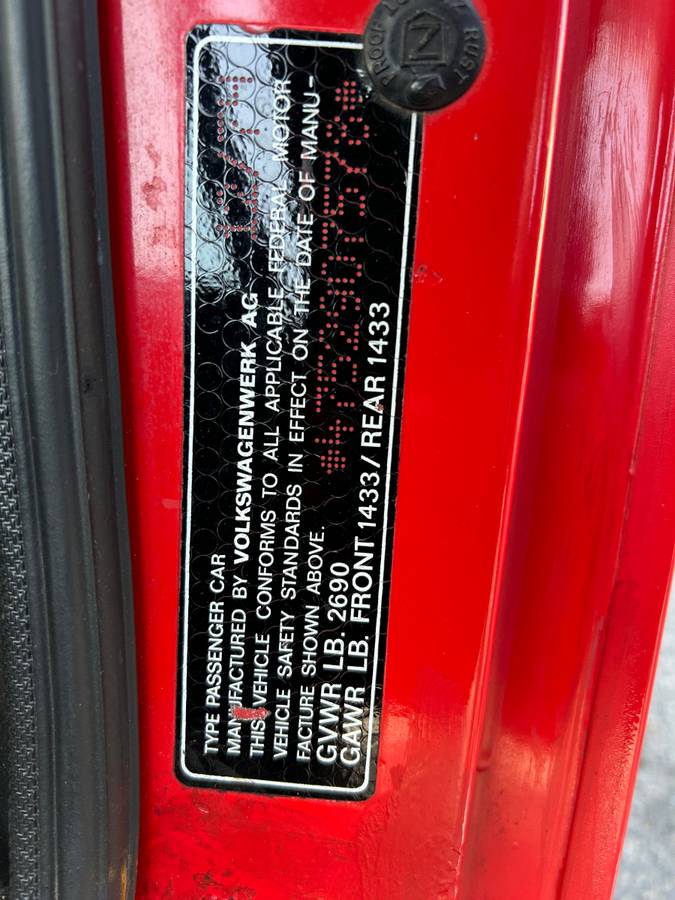 TYPE PASSENGER CAR
MANUFACTURED BY VOLKSWAGENWERK AG
THIS VEHICLE CONFORMS TO ALL APPLICABLE FEDERAL MOTOR
VEHICLE SAFETY STANDARDS IN EFFECT ON THE DATE OF MANU-
FACTURE SHOWN ABOVE.
GVWR LB. 2690
GAWR LB. FRONT 1433/ REAR 1433
RUST